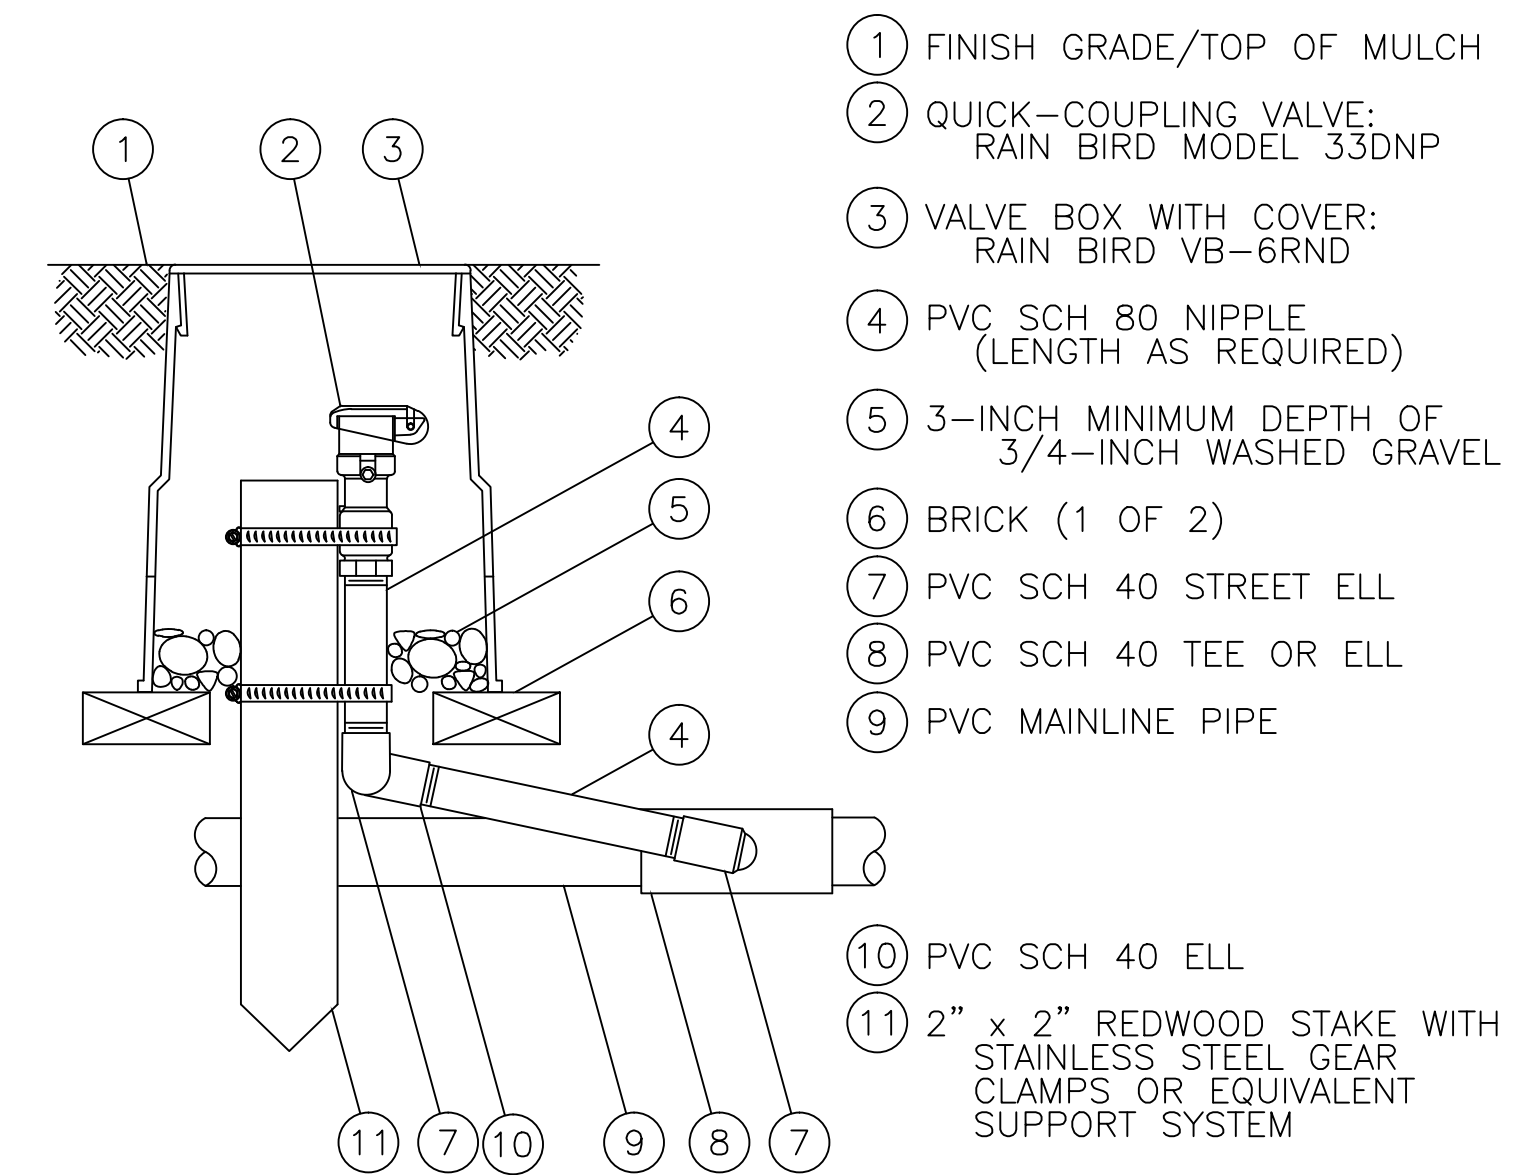 1 FINISH GRADE/TOP OF MULCH
2 QUICK-COUPLING VALVE:
RAIN BIRD MODEL 33DNP
3 VALVE BOX WITH COVER:
RAIN BIRD VB-6RND
4 PVC SCH 80 NIPPLE
(LENGTH AS REQUIRED)
5 3-INCH MINIMUM DEPTH OF
3/4-INCH WASHED GRAVEL
6 BRICK (1 OF 2)
7 PVC SCH 40 STREET ELL
8 PVC SCH 40 TEE OR ELL
9 PVC MAINLINE PIPE
10 PVC SCH 40 ELL
11 2” x 2” REDWOOD STAKE WITH
STAINLESS STEEL GEAR
CLAMPS OR EQUIVALENT
SUPPORT SYSTEM
1 2 3
4
5
6
4
11 7 10 9 8 7